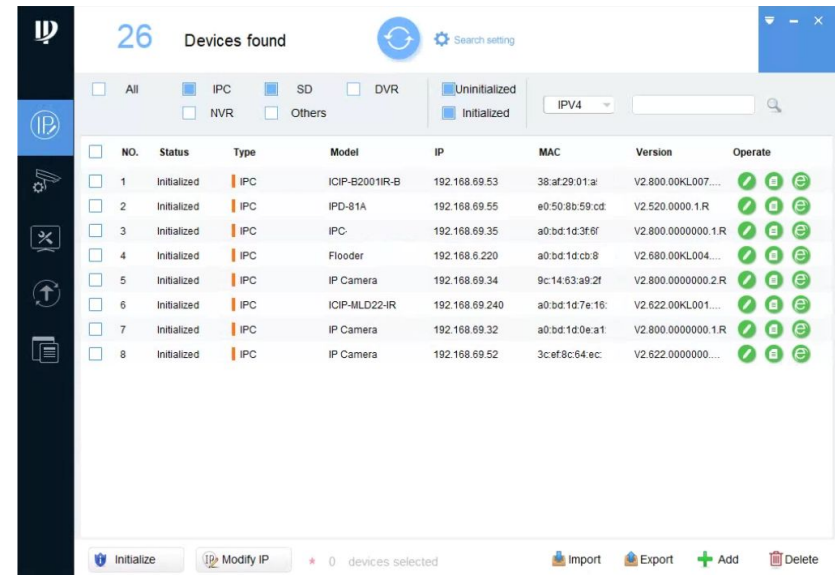 IP
26 Devices found Search setting
All IPC SD DVR Uninitialized
NVR Others Initialized IPV4
IP
NO. Status Type Model IP MAC Version Operate
1 Initialized IPC ICIP-B2001IR-B 192.168.69.53 38:af:29:01:a V2.800.00KL007....
2 Initialized IPC IPD-81A 192.168.69.55 e0:50:8b:59:cd: V2.520.0000.1.R
3 Initialized IPC IPC- 192.168.69.35 a0:bd:1d:3f:6f V2.800.0000000.1.R
4 Initialized IPC Flooder 192.168.6.220 a0:bd:1d:cb:8 V2.680.00KL004....
5 Initialized IPC IP Camera 192.168.69.34 9c:14:63:a9:2f V2.800.0000000.2.R
6 Initialized IPC ICIP-MLD22-IR 192.168.69.240 a0:bd:1d:7e:16: V2.622.00KL001....
7 Initialized IPC IP Camera 192.168.69.32 a0:bd:1d:0e:a1: V2.800.0000000.1.R
8 Initialized IPC IP Camera 192.168.69.52 3c:ef:8c:64:ec: V2.622.0000000....
Initialize Modify IP * 0 devices selected Import Export Add Delete